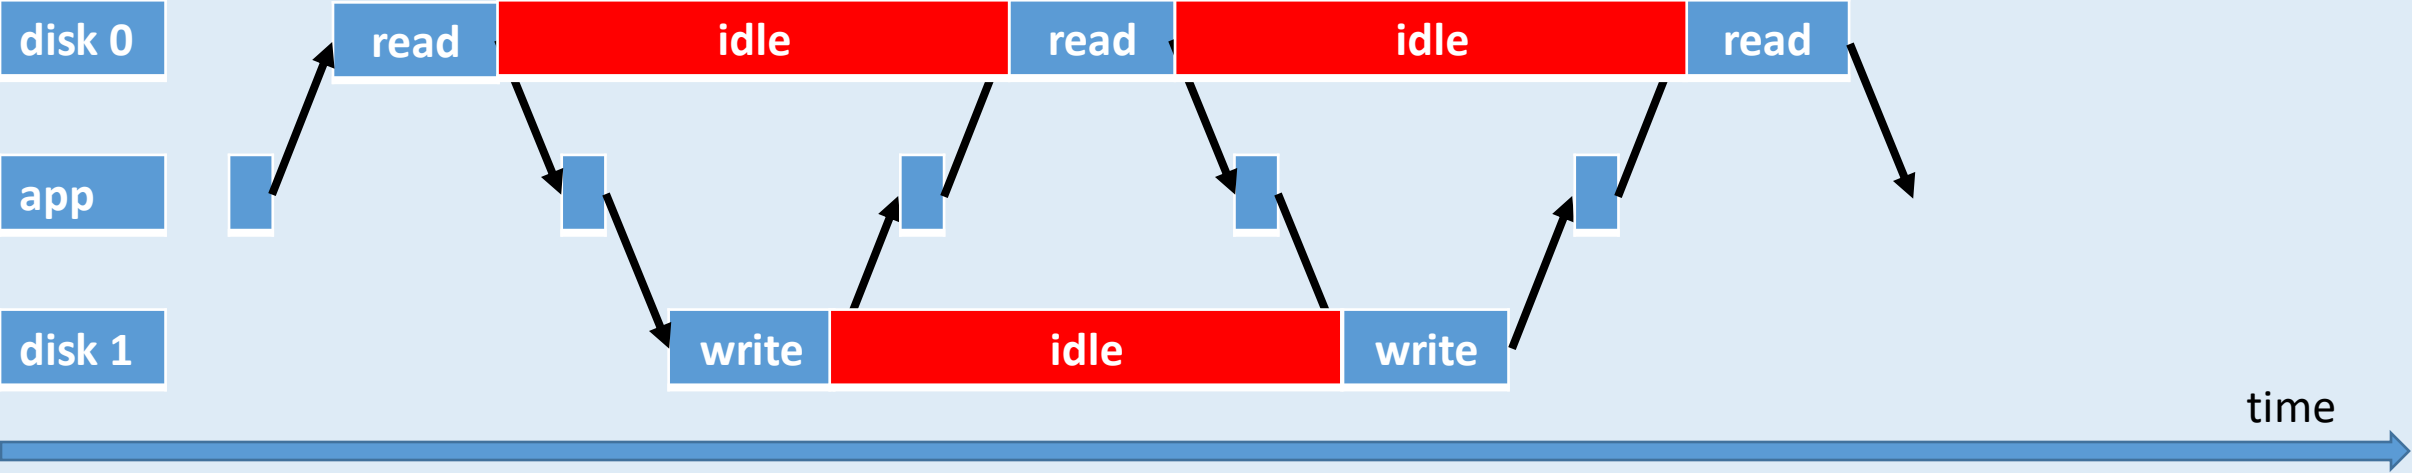 disk 0 read idle read idle read
app
disk 1 write idle write
time